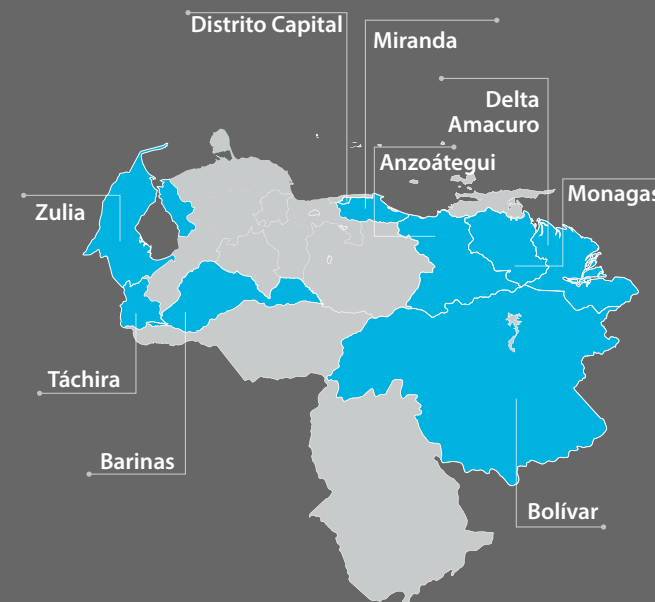 Distrito Capital
Miranda
Delta
Amacuro
Anzoátegui
Monagas
Zulia
Táchira
Barinas
Bolívar